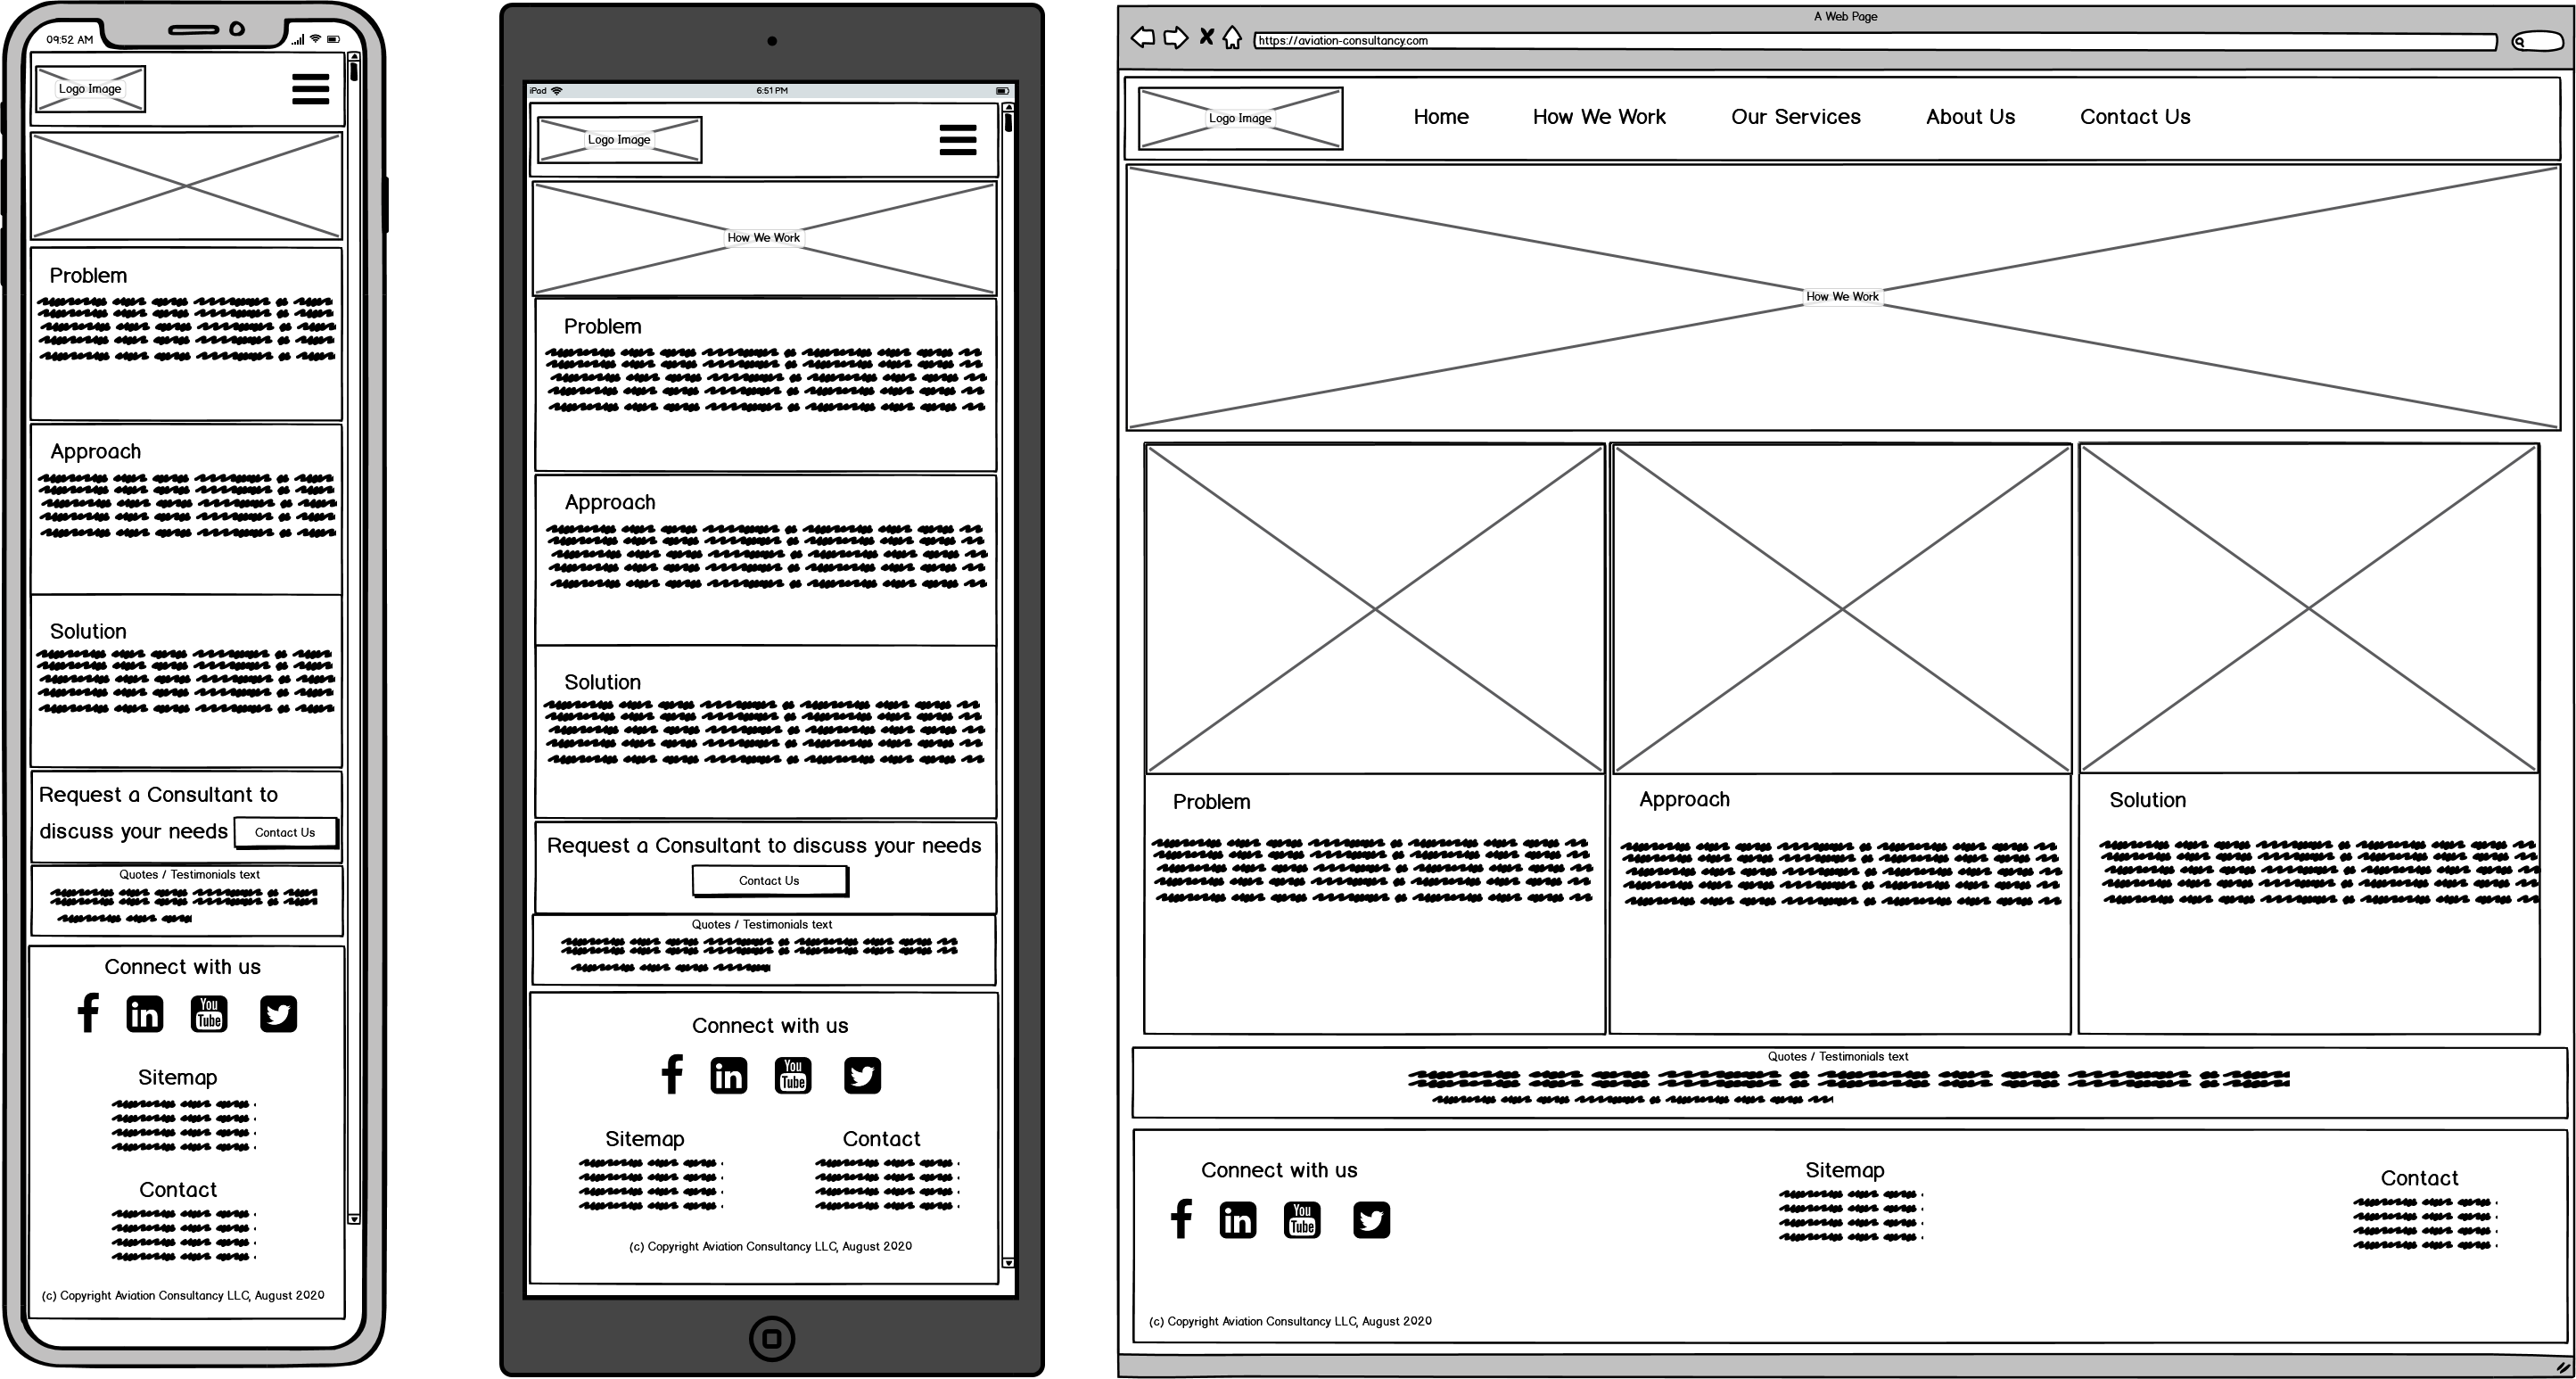 09:52 AM
Logo Image
Problem
Approach
Solution
Request a Consultant to
discuss your needs
Contact Us
Quotes / Testimonials text
Connect with us
You
Tube
in
Sitemap
Contact
(c) Copyright Aviation Consultancy LLC, August 2020
iPad
6:51 PM
Logo Image
How We Work
Problem
Approach
Solution
Request a Consultant to discuss your needs
Contact Us
Quotes / Testimonials text
Connect with us
You
Tube
in
Sitemap
Contact
(c) Copyright Aviation Consultancy LLC, August 2020
A Web Page
https://aviation-consultancy.com
Logo Image
Home
How We Work
Our Services
About Us
Contact Us
How We Work
Problem
Approach
Solution
Quotes / Testimonials text
Connect with us
You
Tube
in
Sitemap
Contact
(c) Copyright Aviation Consultancy LLC, August 2020